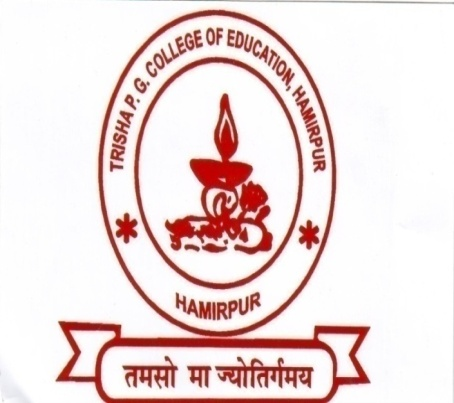 TRISHA P. G. COLLEGE OF EDUCATION, HAMIRPUR
HAMIRPUR
तमसो मा ज्योतिर्गमय